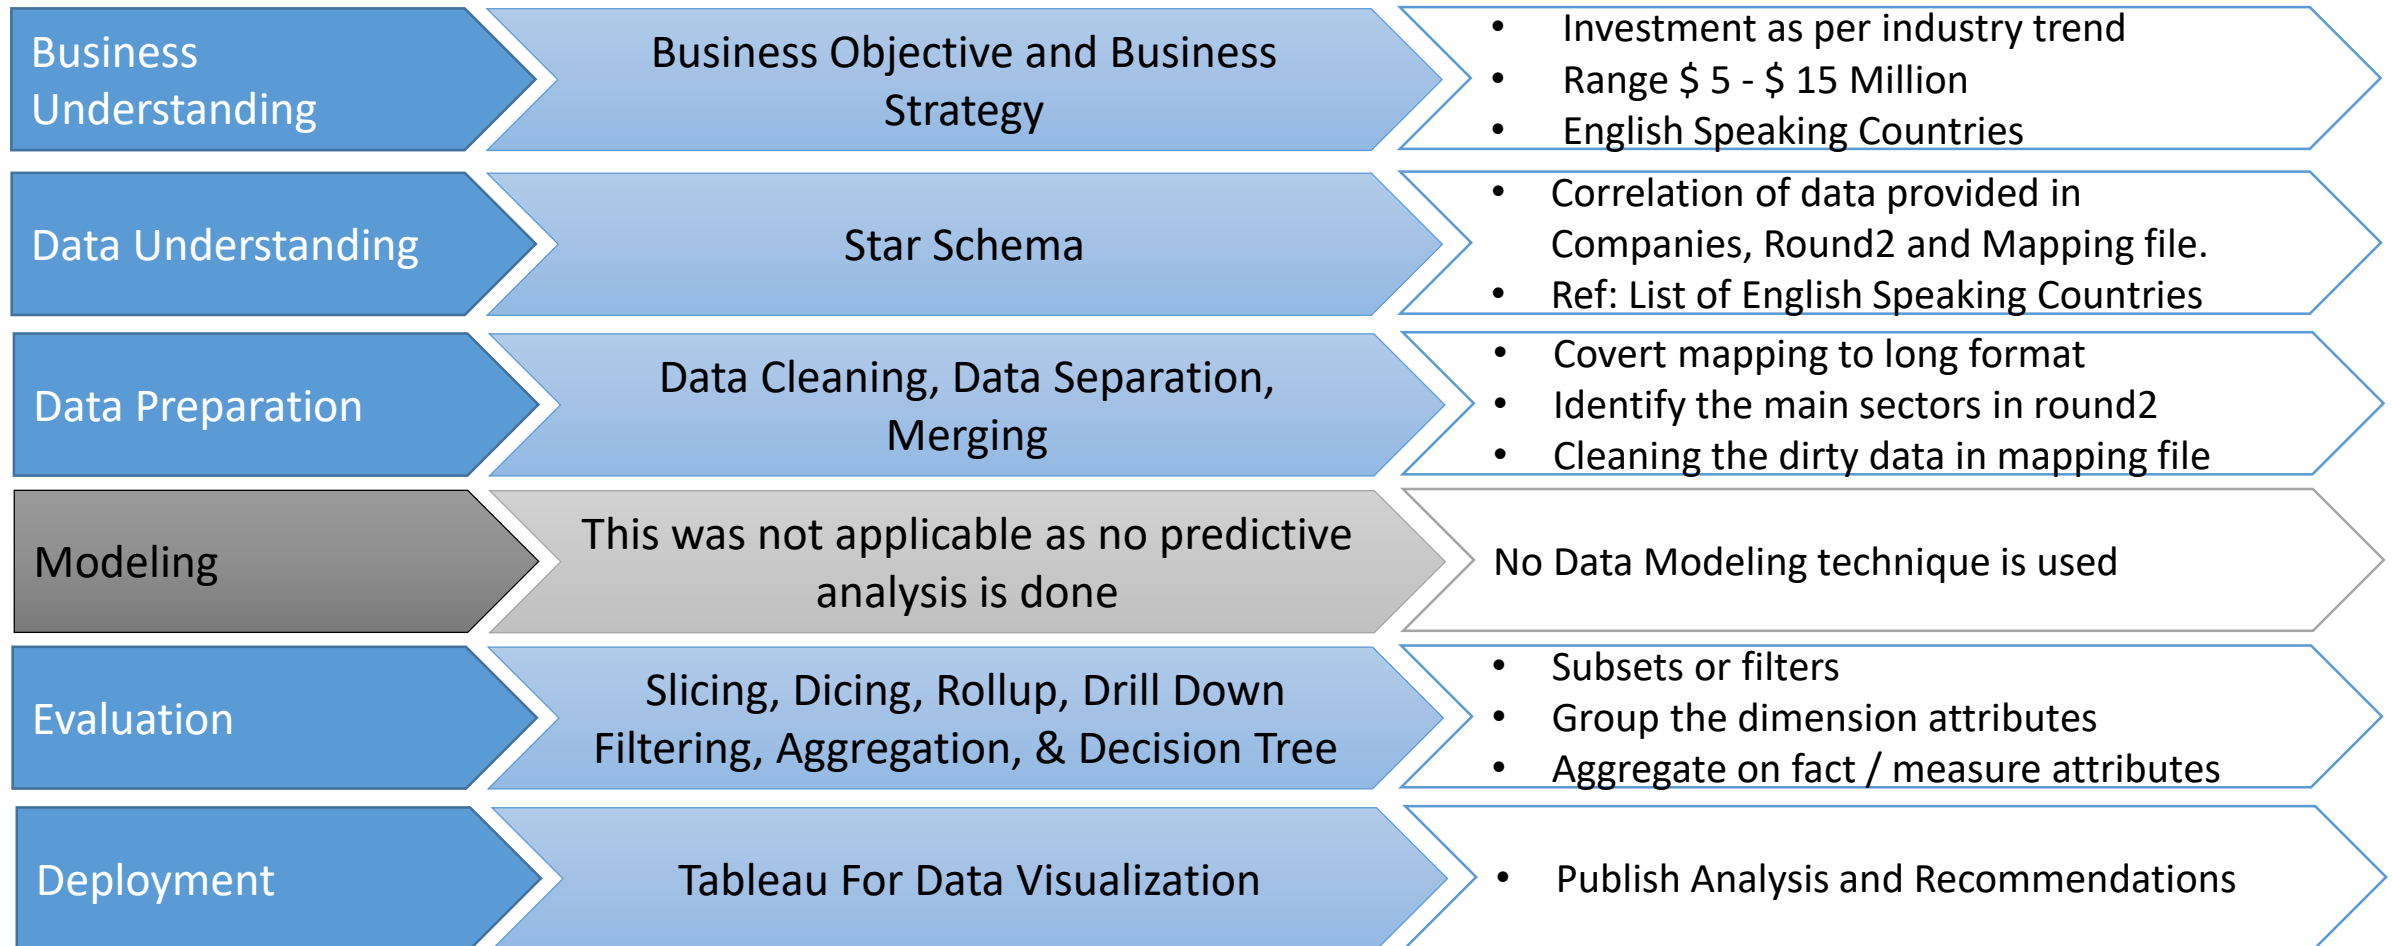 Business
Understanding
Business Objective and Business
Strategy
• Investment as per industry trend
• Range $ 5 - $ 15 Million
• English Speaking Countries
Data Understanding
Star Schema
• Correlation of data provided in
Companies, Round2 and Mapping file.
• Ref: List of English Speaking Countries
Data Preparation
Data Cleaning, Data Separation,
Merging
• Covert mapping to long format
• Identify the main sectors in round2
• Cleaning the dirty data in mapping file
Modeling
This was not applicable as no predictive
analysis is done
No Data Modeling technique is used
Evaluation
Slicing, Dicing, Rollup, Drill Down
Filtering, Aggregation, & Decision Tree
• Subsets or filters
• Group the dimension attributes
• Aggregate on fact / measure attributes
Deployment
Tableau For Data Visualization
• Publish Analysis and Recommendations